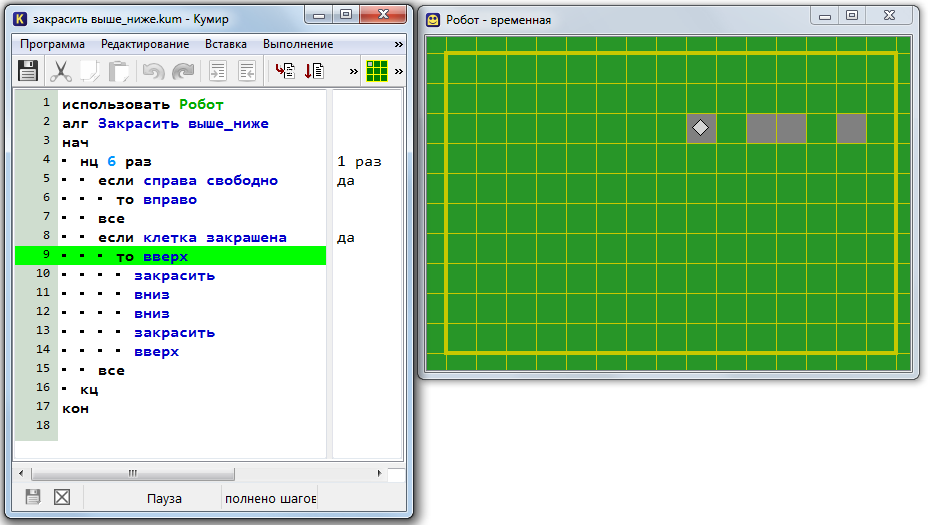 закрасить выше_ниже.kum - Кумир
Программа Редактирование Вставка Выполнение »
» »
1 использовать Робот
2 алг Закрасить выше_ниже
3 нач
4 нц 6 раз 1 раз
5 если справа свободно да
6 то вправо
7 все
8 если клетка закрашена да
9 то вверх
10 закрасить
11 вниз
12 вниз
13 закрасить
14 вверх
15 все
16 кц
17 кон
18
Пауза полнено шагов
Робот - временная